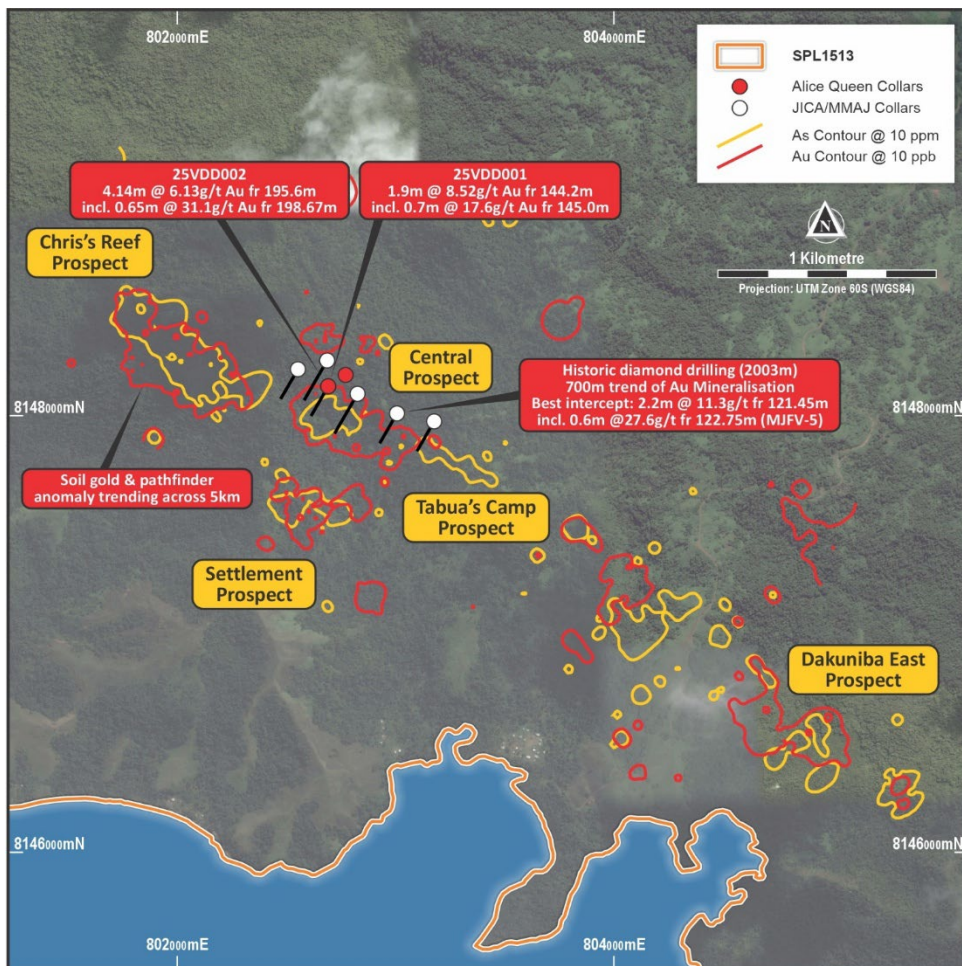 802000mE
804000mE
SPL1513
Alice Queen Collars
JICA/MMAJ Collars
As Contour @ 10 ppm
Au Contour @ 10 ppb
N
1 Kilometre
Projection: UTM Zone 60S (WGS84)
25VDD002
4.14m @ 6.13g/t Au fr 195.6m
incl. 0.65m @ 31.1g/t Au fr 198.67m
25VDD001
1.9m @ 8.52g/t Au fr 144.2m
incl. 0.7m @ 17.6g/t Au fr 145.0m
Chris's Reef
Prospect
Central
Prospect
Historic diamond drilling (2003m)
700m trend of Au Mineralisation
Best intercept: 2.2m @ 11.3g/t fr 121.45m
incl. 0.6m @27.6g/t fr 122.75m (MJFV-5)
8148000mN
8148000mN
Soil gold & pathfinder
anomaly trending across 5km
Tabua's Camp
Prospect
Settlement
Prospect
Dakuniba East
Prospect
8146000mN
8146000mN
802000mE
804000mE